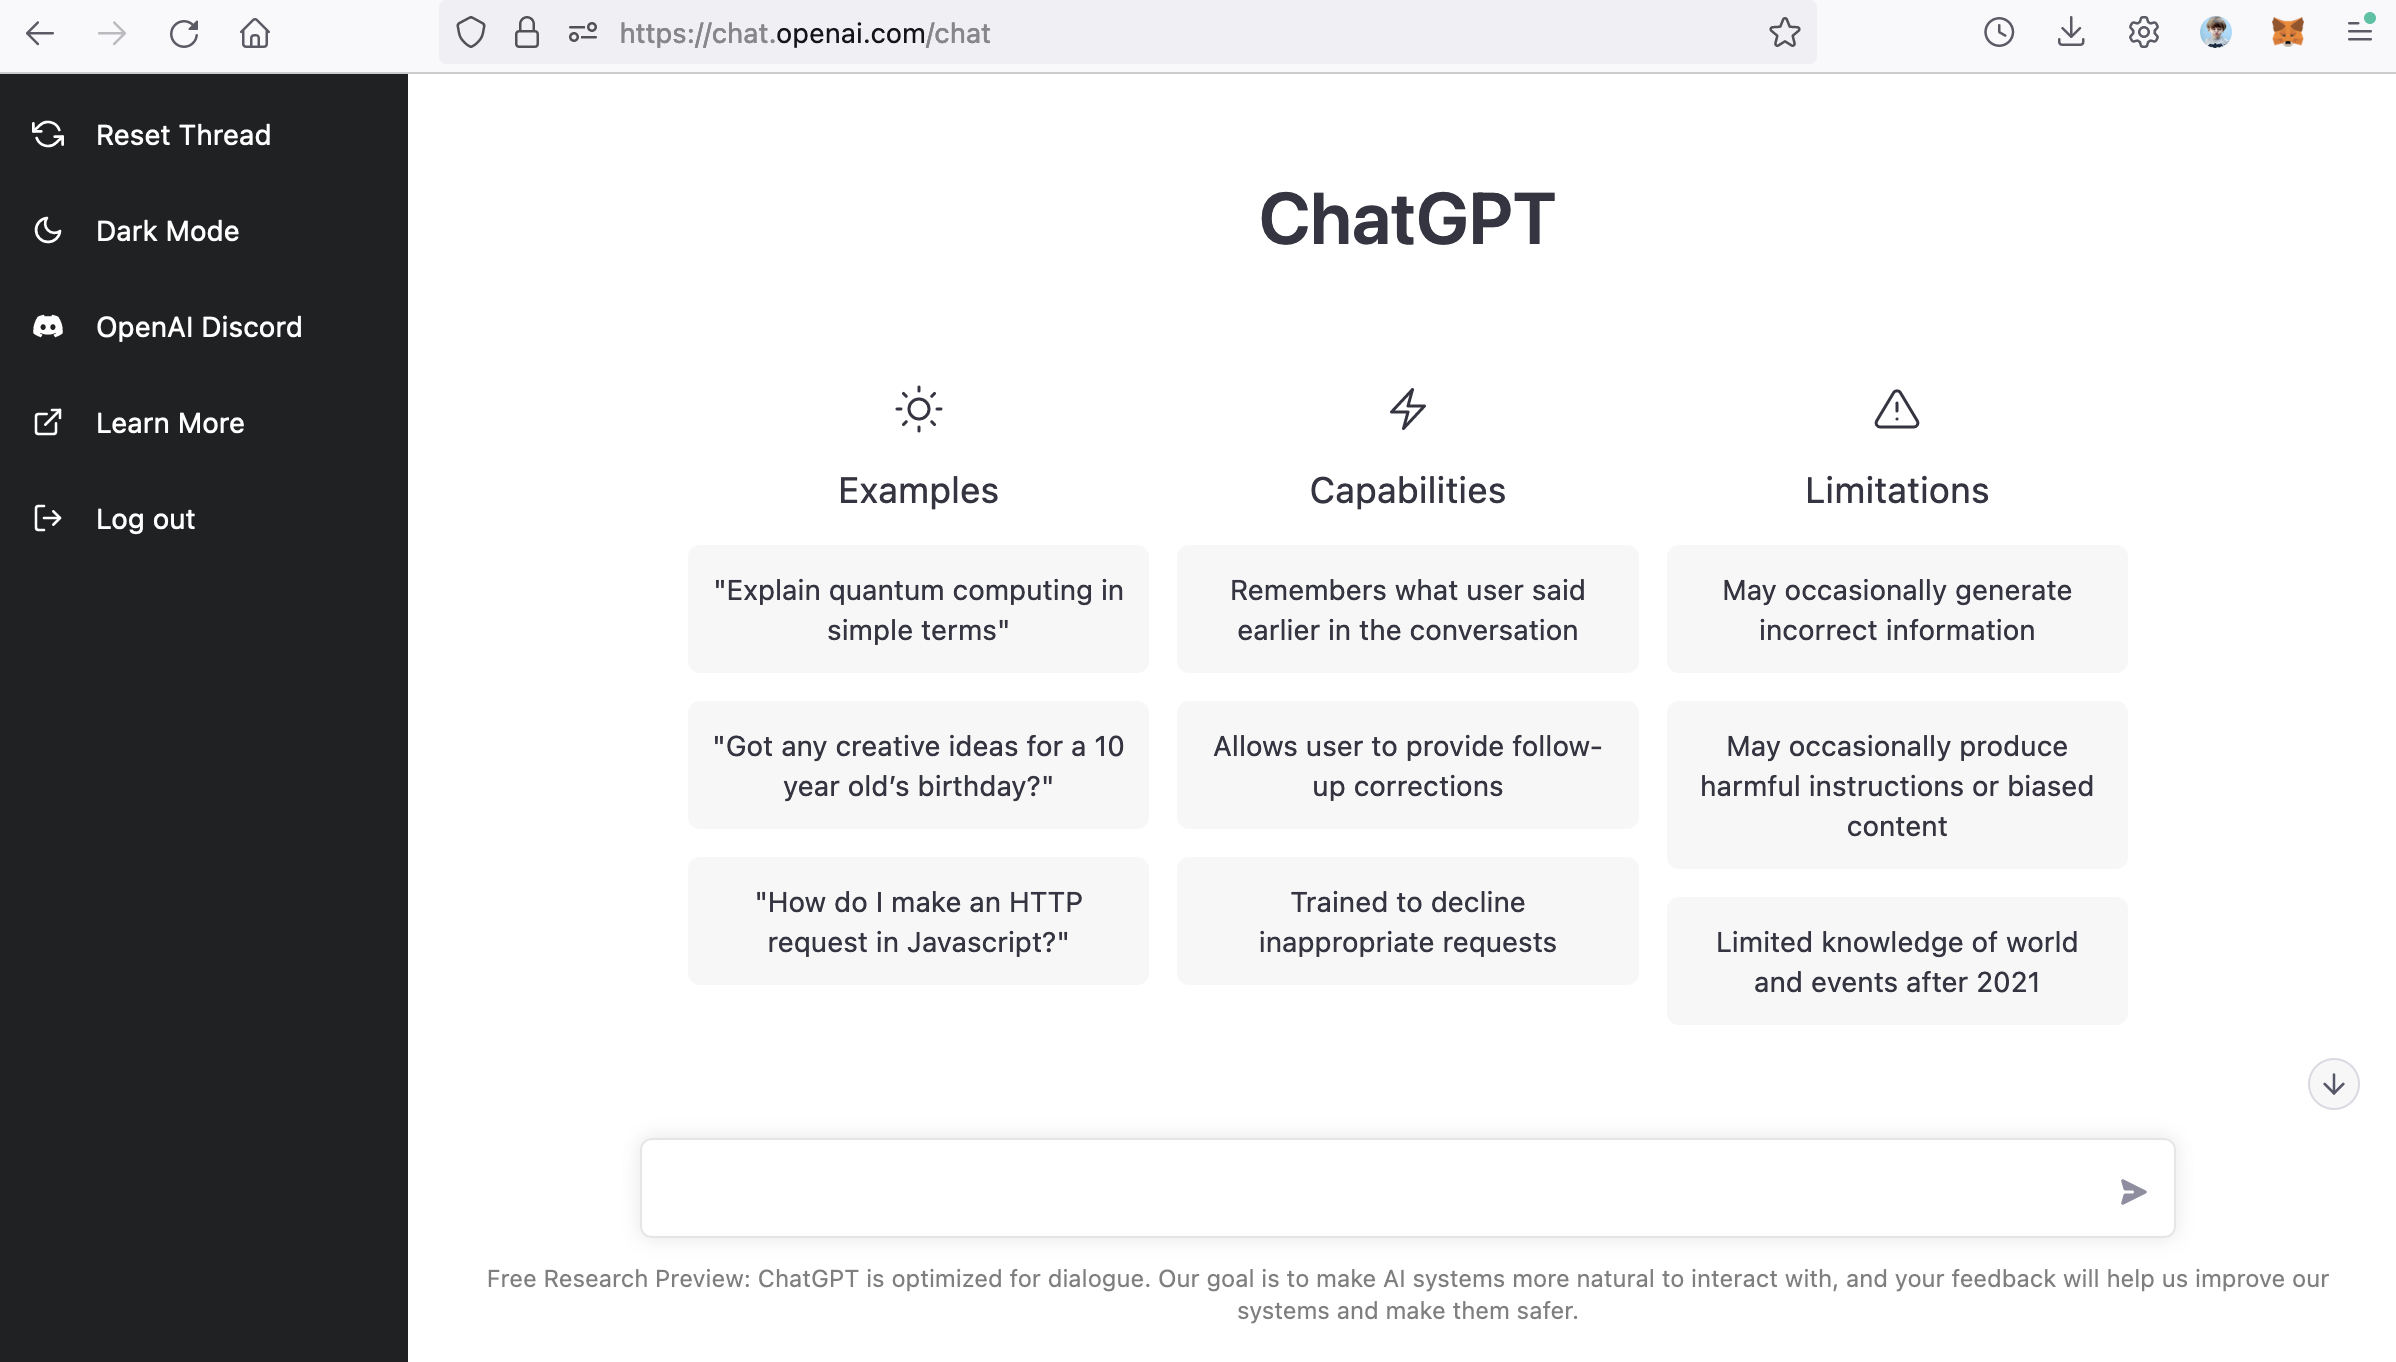 https://chat.openai.com/chat
Reset Thread
Dark Mode
OpenAI Discord
Learn More
Log out
ChatGPT
Examples
"Explain quantum computing in
simple terms"
"Got any creative ideas for a 10
year old’s birthday?"
"How do I make an HTTP
request in Javascript?"
Capabilities
Remembers what user said
earlier in the conversation
Allows user to provide follow-
up corrections
Trained to decline
inappropriate requests
Limitations
May occasionally generate
incorrect information
May occasionally produce
harmful instructions or biased
content
Limited knowledge of world
and events after 2021
Free Research Preview: ChatGPT is optimized for dialogue. Our goal is to make AI systems more natural to interact with, and your feedback will help us improve our
systems and make them safer.